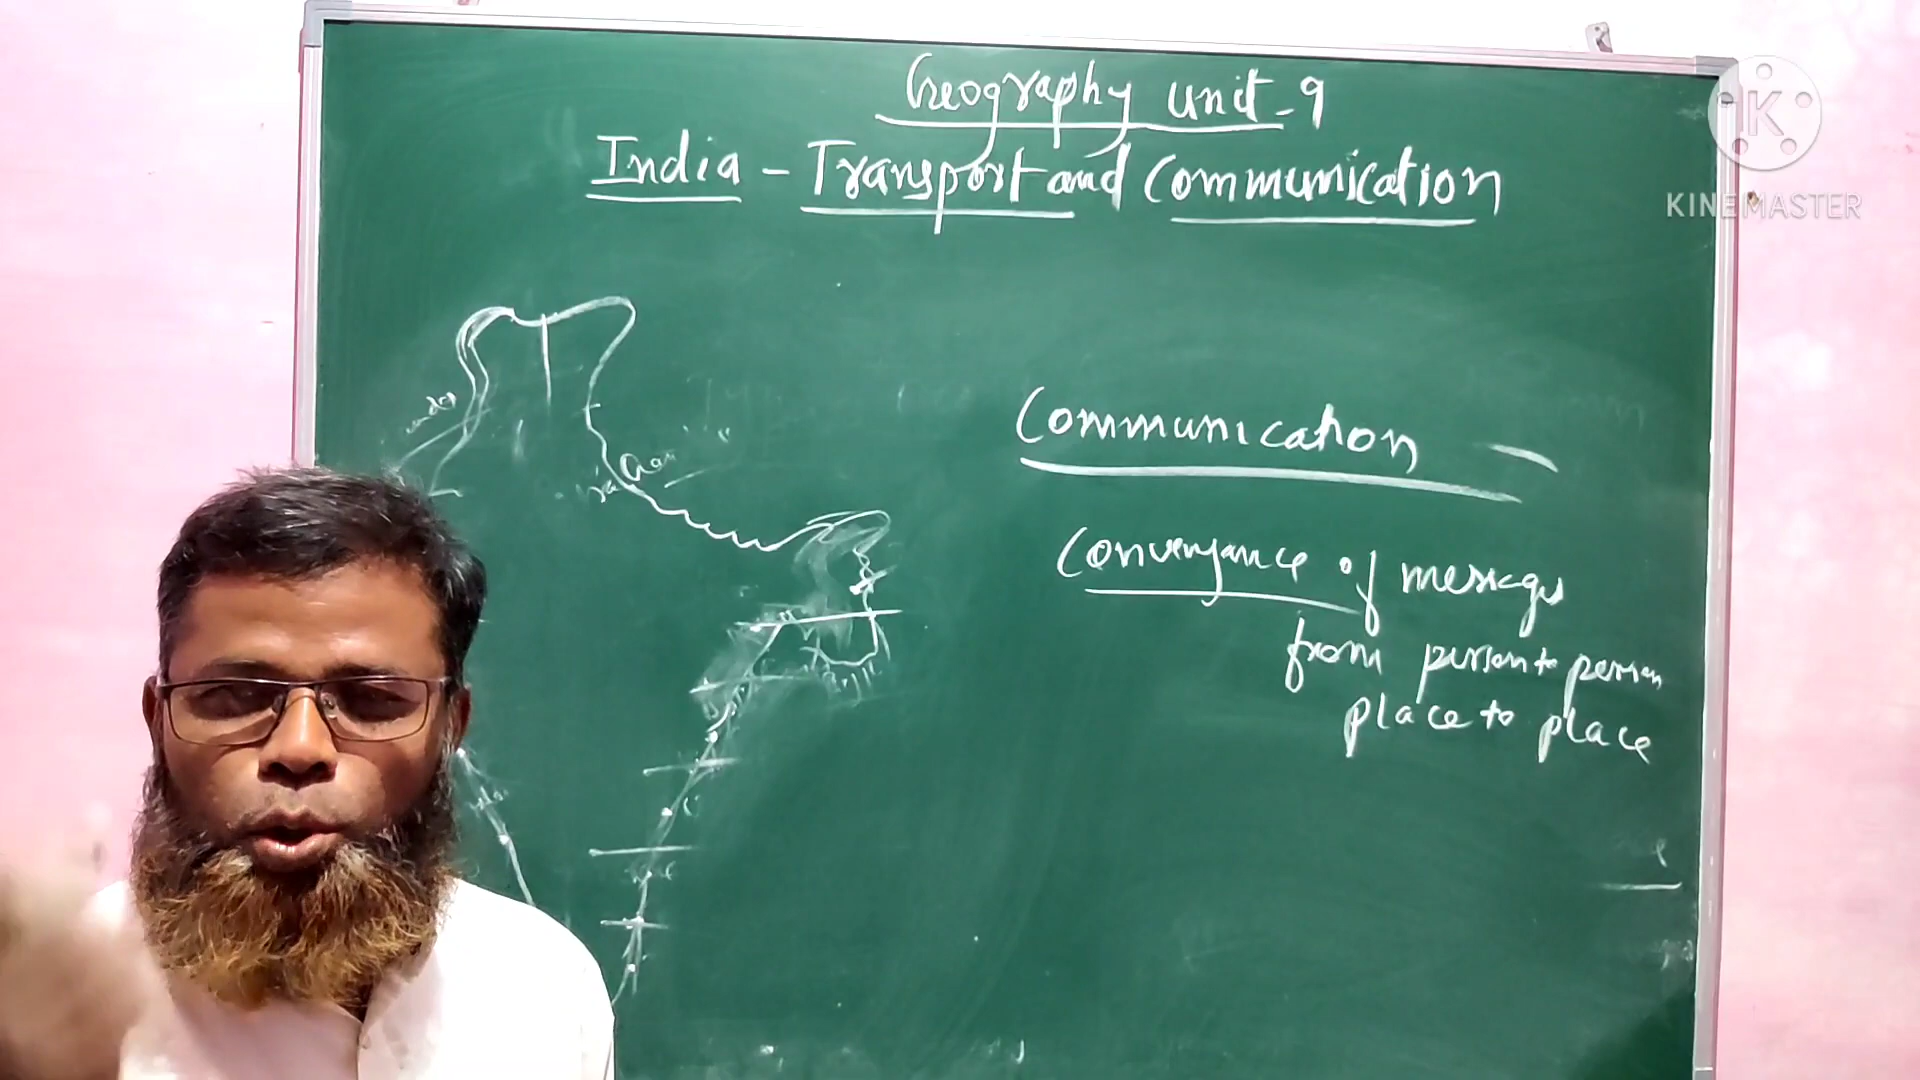 Geography Unit-9
India - Transport and Communication
KINEMASTER
Communication -
Conveyance of messages
from person to person
place to place